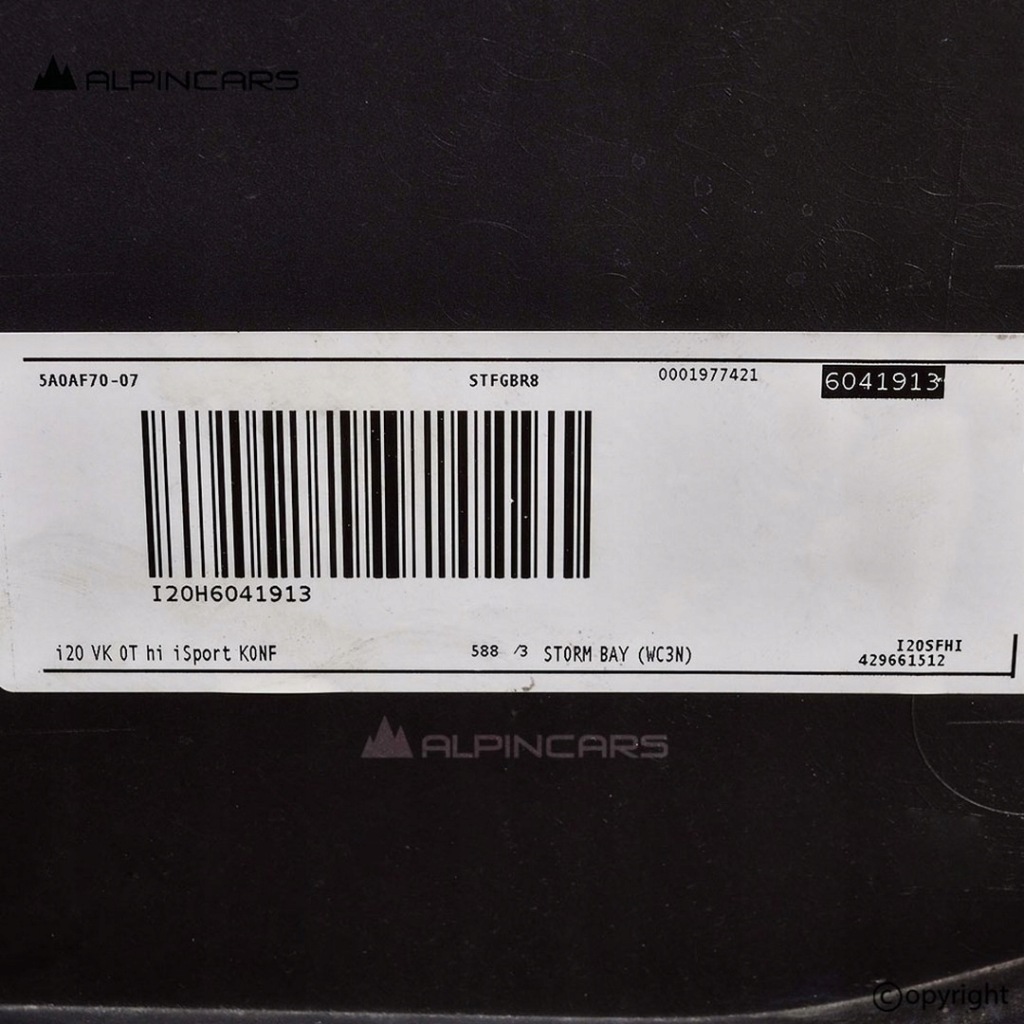 ALPINCARS
5A0AF70-07 STFGBR8 0001977421 6041913
I20H6041913
i20 VK OT hi iSport KONF 588 /3 STORM BAY (WC3N) I20SFHI
429661512
ALPINCARS
©opyright